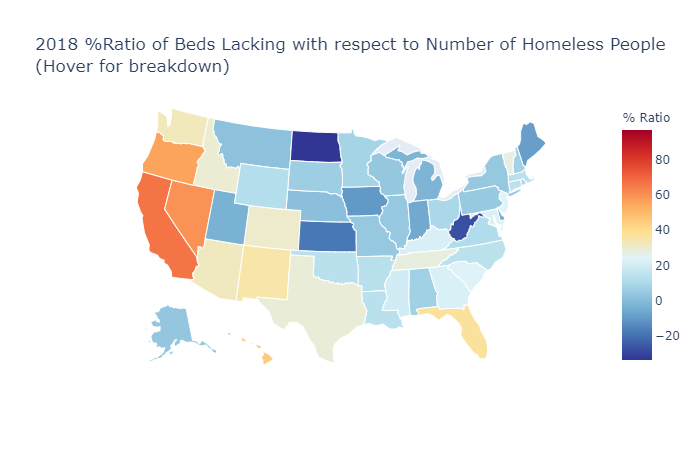 2018 %Ratio of Beds Lacking with respect to Number of Homeless People
(Hover for breakdown)
% Ratio
80
60
40
20
0
−20